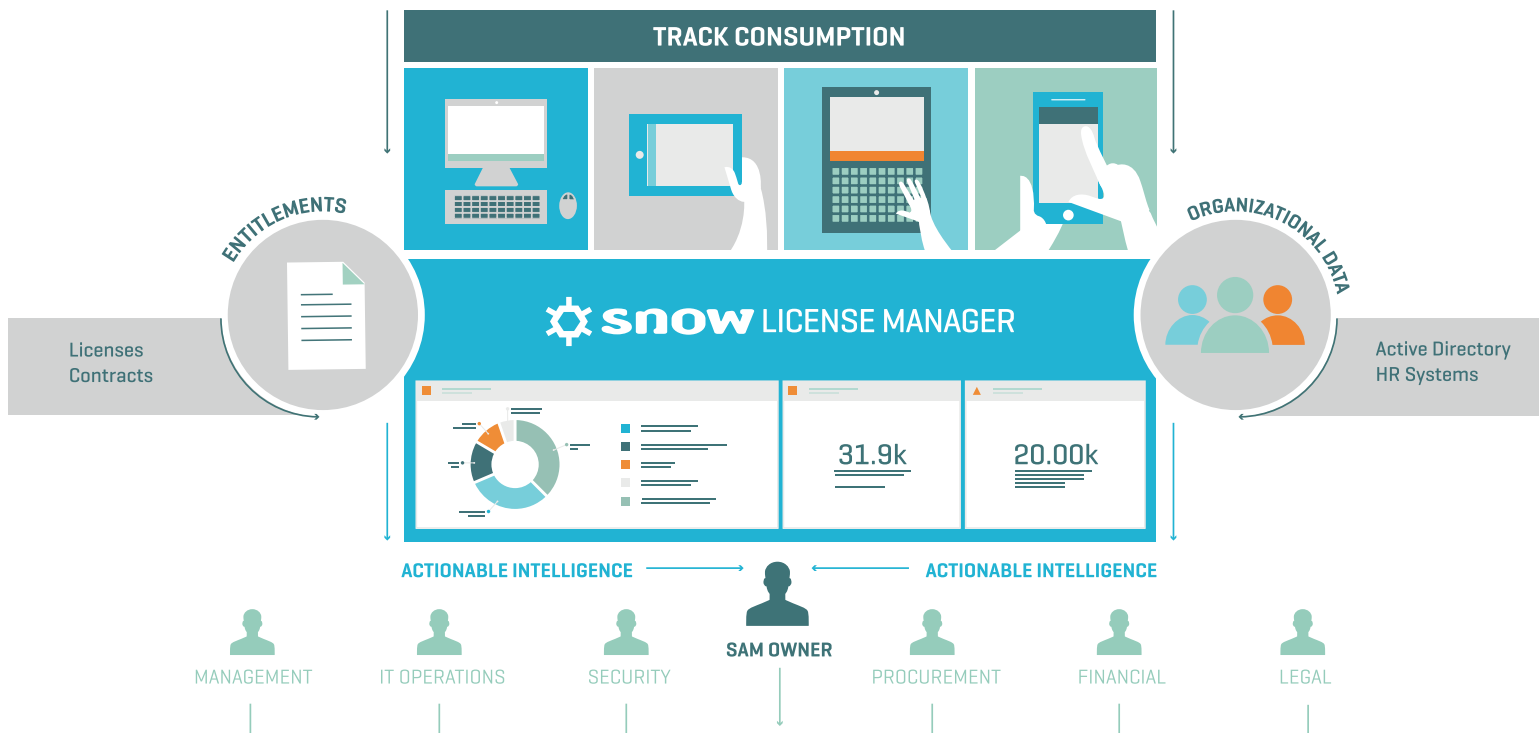 TRACK CONSUMPTION
ENTITLEMENTS
ORGANIZATIONAL DATA
snow LICENSE MANAGER
Licenses
Contracts
Active Directory
HR Systems
31.9k
20.00k
ACTIONABLE INTELLIGENCE
ACTIONABLE INTELLIGENCE
SAM OWNER
MANAGEMENT
IT OPERATIONS
SECURITY
PROCUREMENT
FINANCIAL
LEGAL